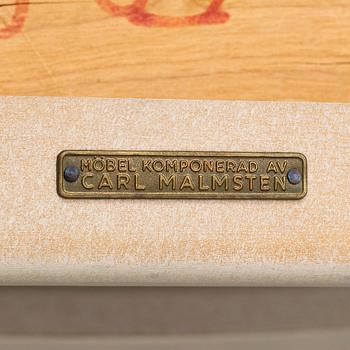 MÖBEL KOMPONERAD AV
CARL MALMSTEN